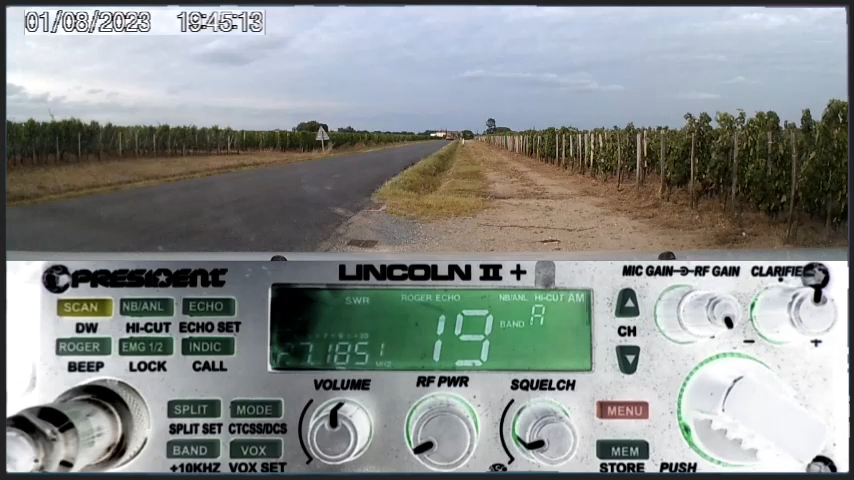 01/08/2023 19:45:13
PRESIDENT LINCOLN II + MIC GAIN RF GAIN CLARIFIER
SCAN NB/ANL ECHO
DW HI-CUT ECHO SET
ROGER EMG 1/2 INDIC
BEEP LOCK CALL
SWR ROGER ECHO NB/ANL HI-CUT AM
19 BAND A
27.1851 MHz
CH
- +
VOLUME RF PWR SQUELCH
SPLIT MODE
SPLIT SET CTCSS/DCS
BAND VOX
+10KHZ VOX SET
MENU
MEM
STORE PUSH